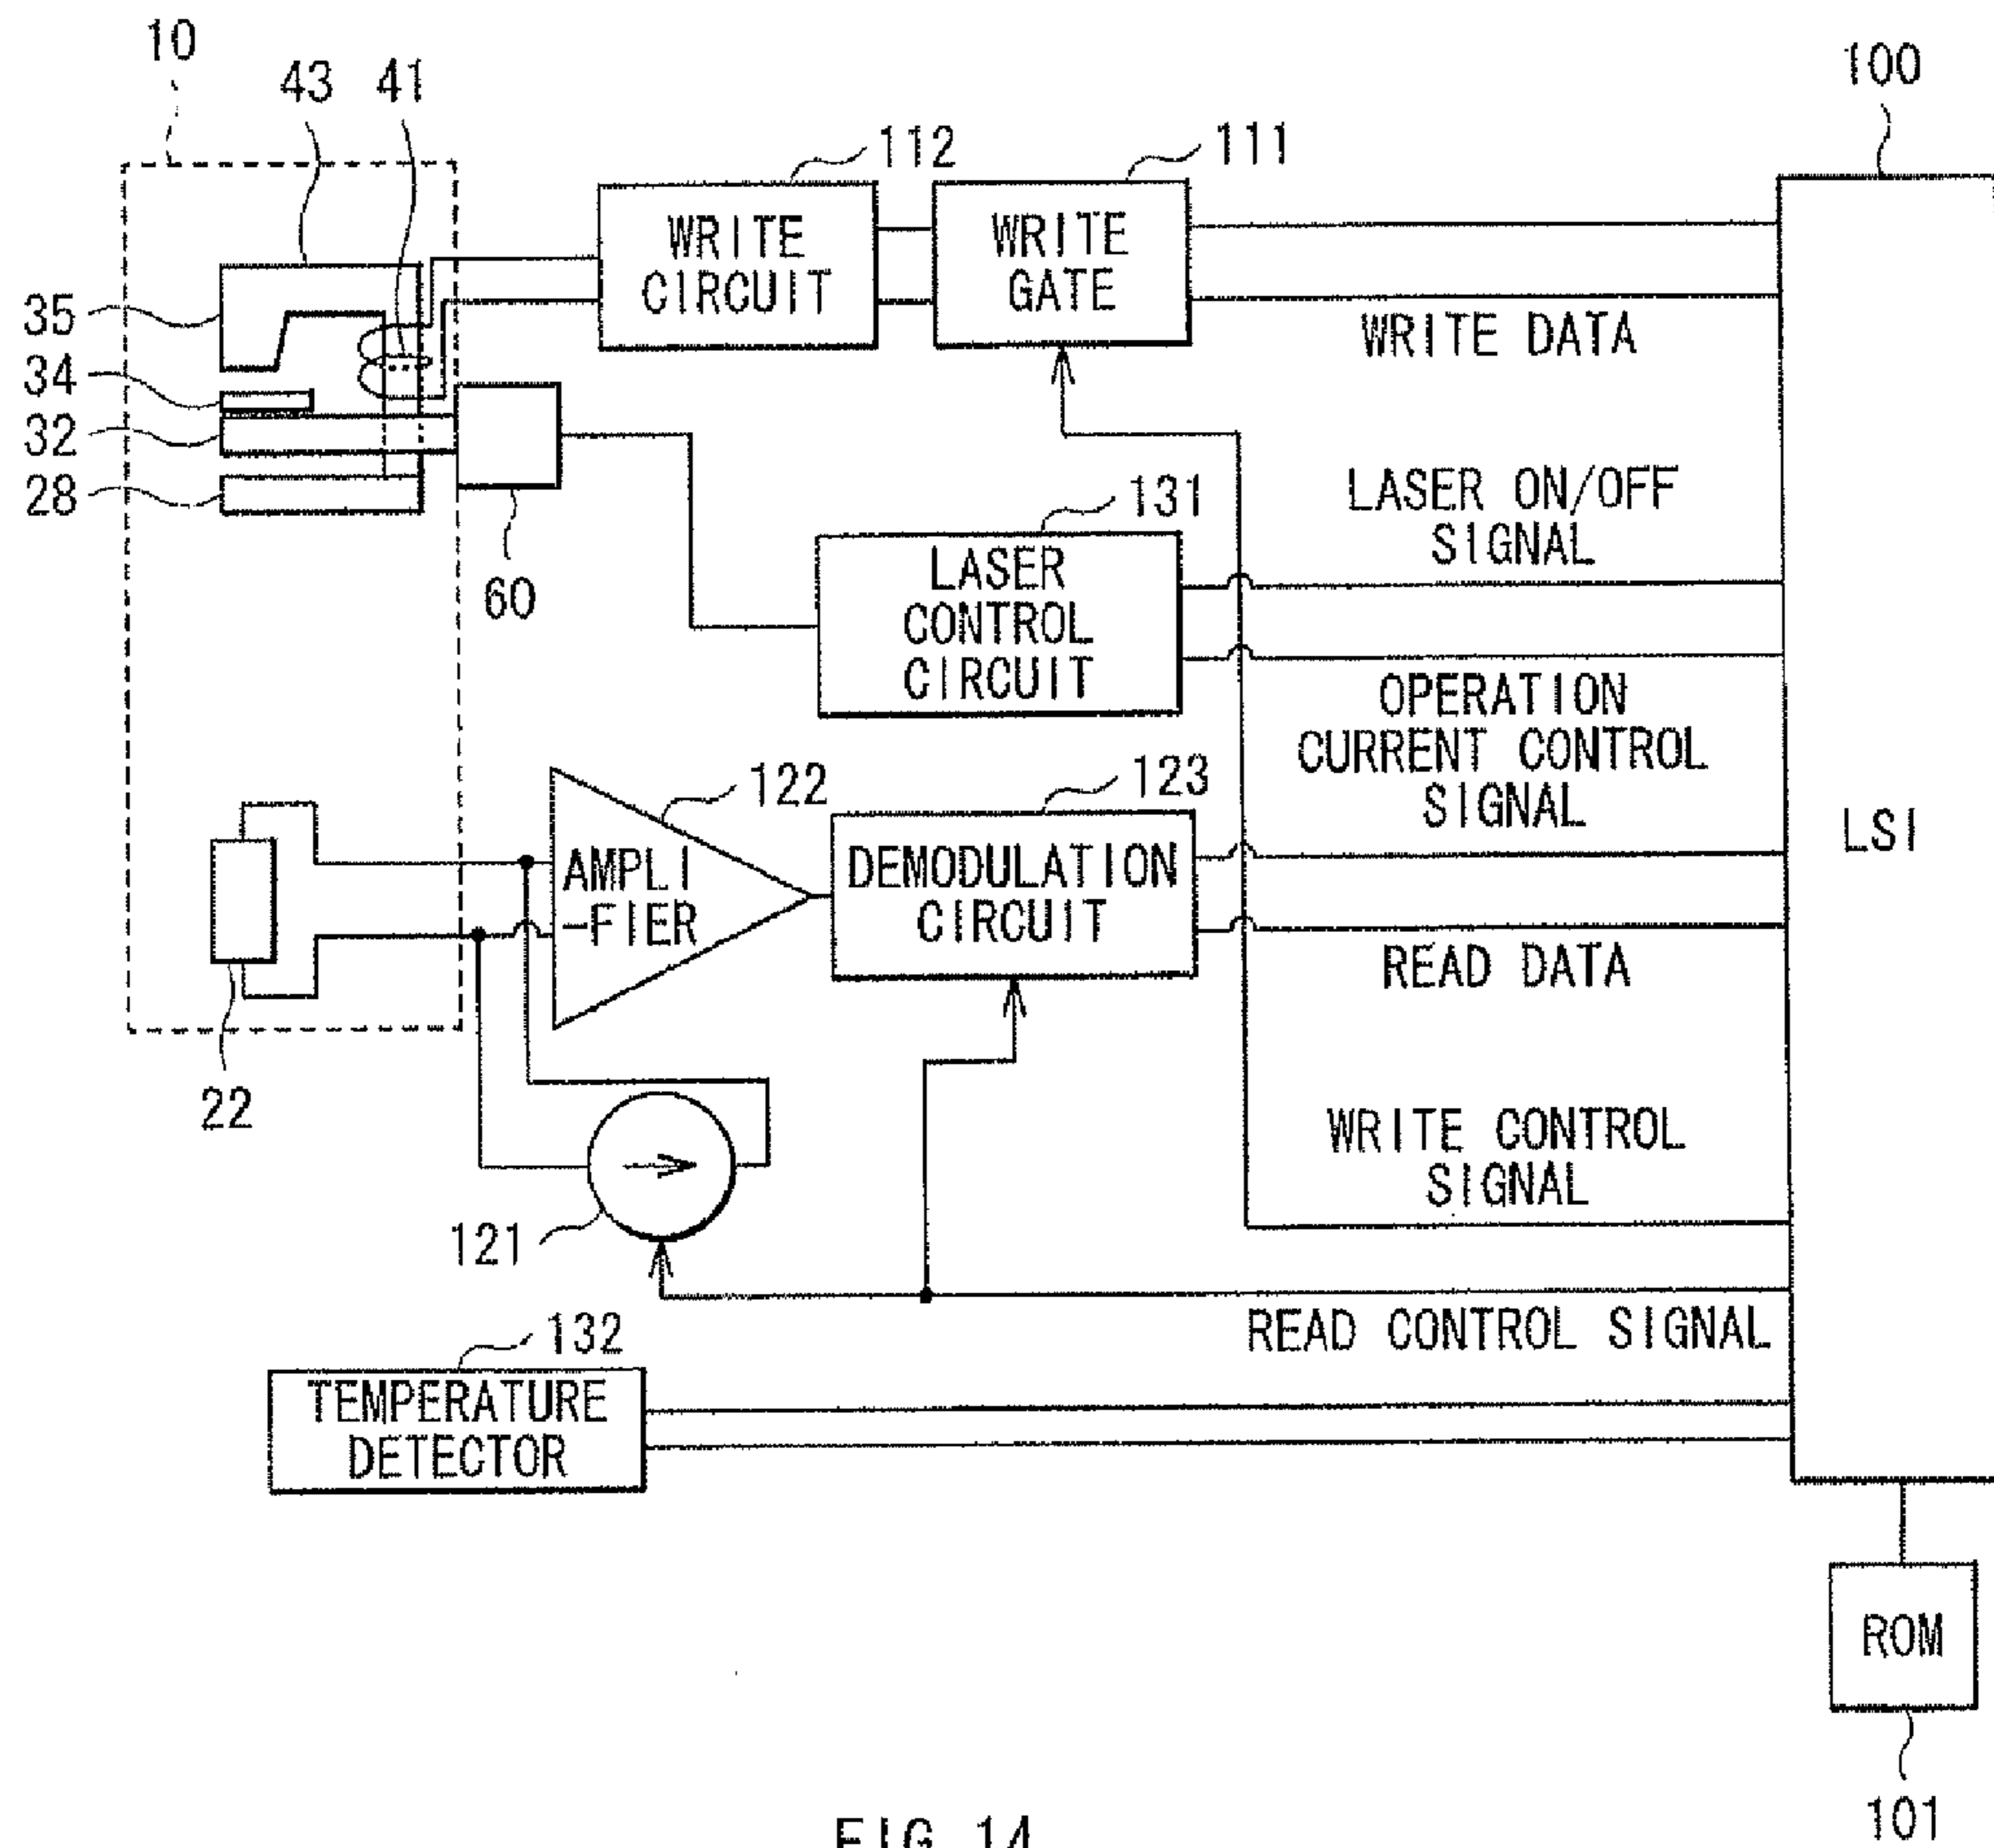 10
43
41
112
111
100
WRITE
CIRCUIT
WRITE
GATE
35
WRITE DATA
34
32
28
60
131
LASER ON/OFF
SIGNAL
LASER
CONTROL
CIRCUIT
OPERATION
CURRENT CONTROL
SIGNAL
122
123
LSI
AMPLI
-FIER
DEMODULATION
CIRCUIT
READ DATA
22
WRITE CONTROL
SIGNAL
121
READ CONTROL SIGNAL
132
TEMPERATURE
DETECTOR
ROM
101
FIG. 14